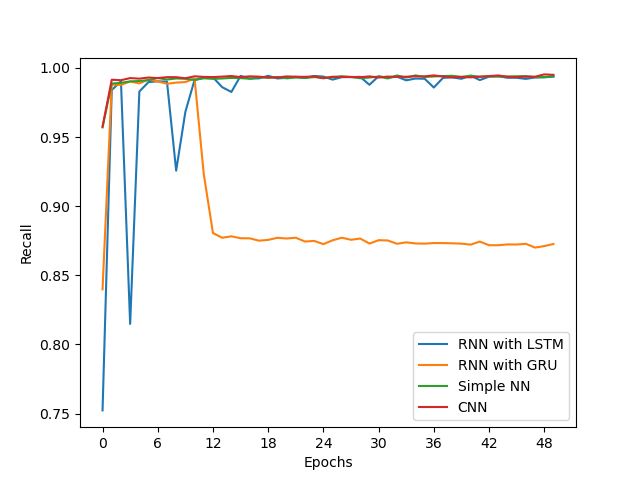 1.00
0.95
0.90
0.85
0.80
0.75
Recall
0 6 12 18 24 30 36 42 48
Epochs
RNN with LSTM
RNN with GRU
Simple NN
CNN